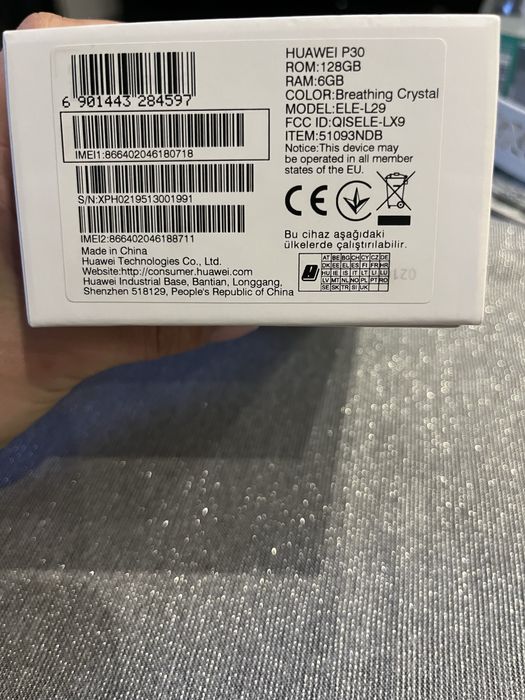 6 901443 284597
IMEI1:866402046180718
S/N:XPH0219513001991
IMEI2:866402046188711
Made in China
Huawei Technologies Co., Ltd.
Website:http://consumer.huawei.com
Huawei Industrial Base, Bantian, Longgang,
Shenzhen 518129, People's Republic of China
HUAWEI P30
ROM:128GB
RAM:6GB
COLOR:Breathing Crystal
MODEL:ELE-L29
FCC ID:QISELE-LX9
ITEM:51093NDB
Notice:This device may
be operated in all member
states of the EU.
CE
Bu cihaz aşağıdaki
ülkelerde çalıştırılabilir.
AT BE BG CH CY CZ DE
DK EE EL ES FI FR HR
HU IE IS IT LT LI LU
LV MT NL NO PL PT RO
SE SK TR SI UK